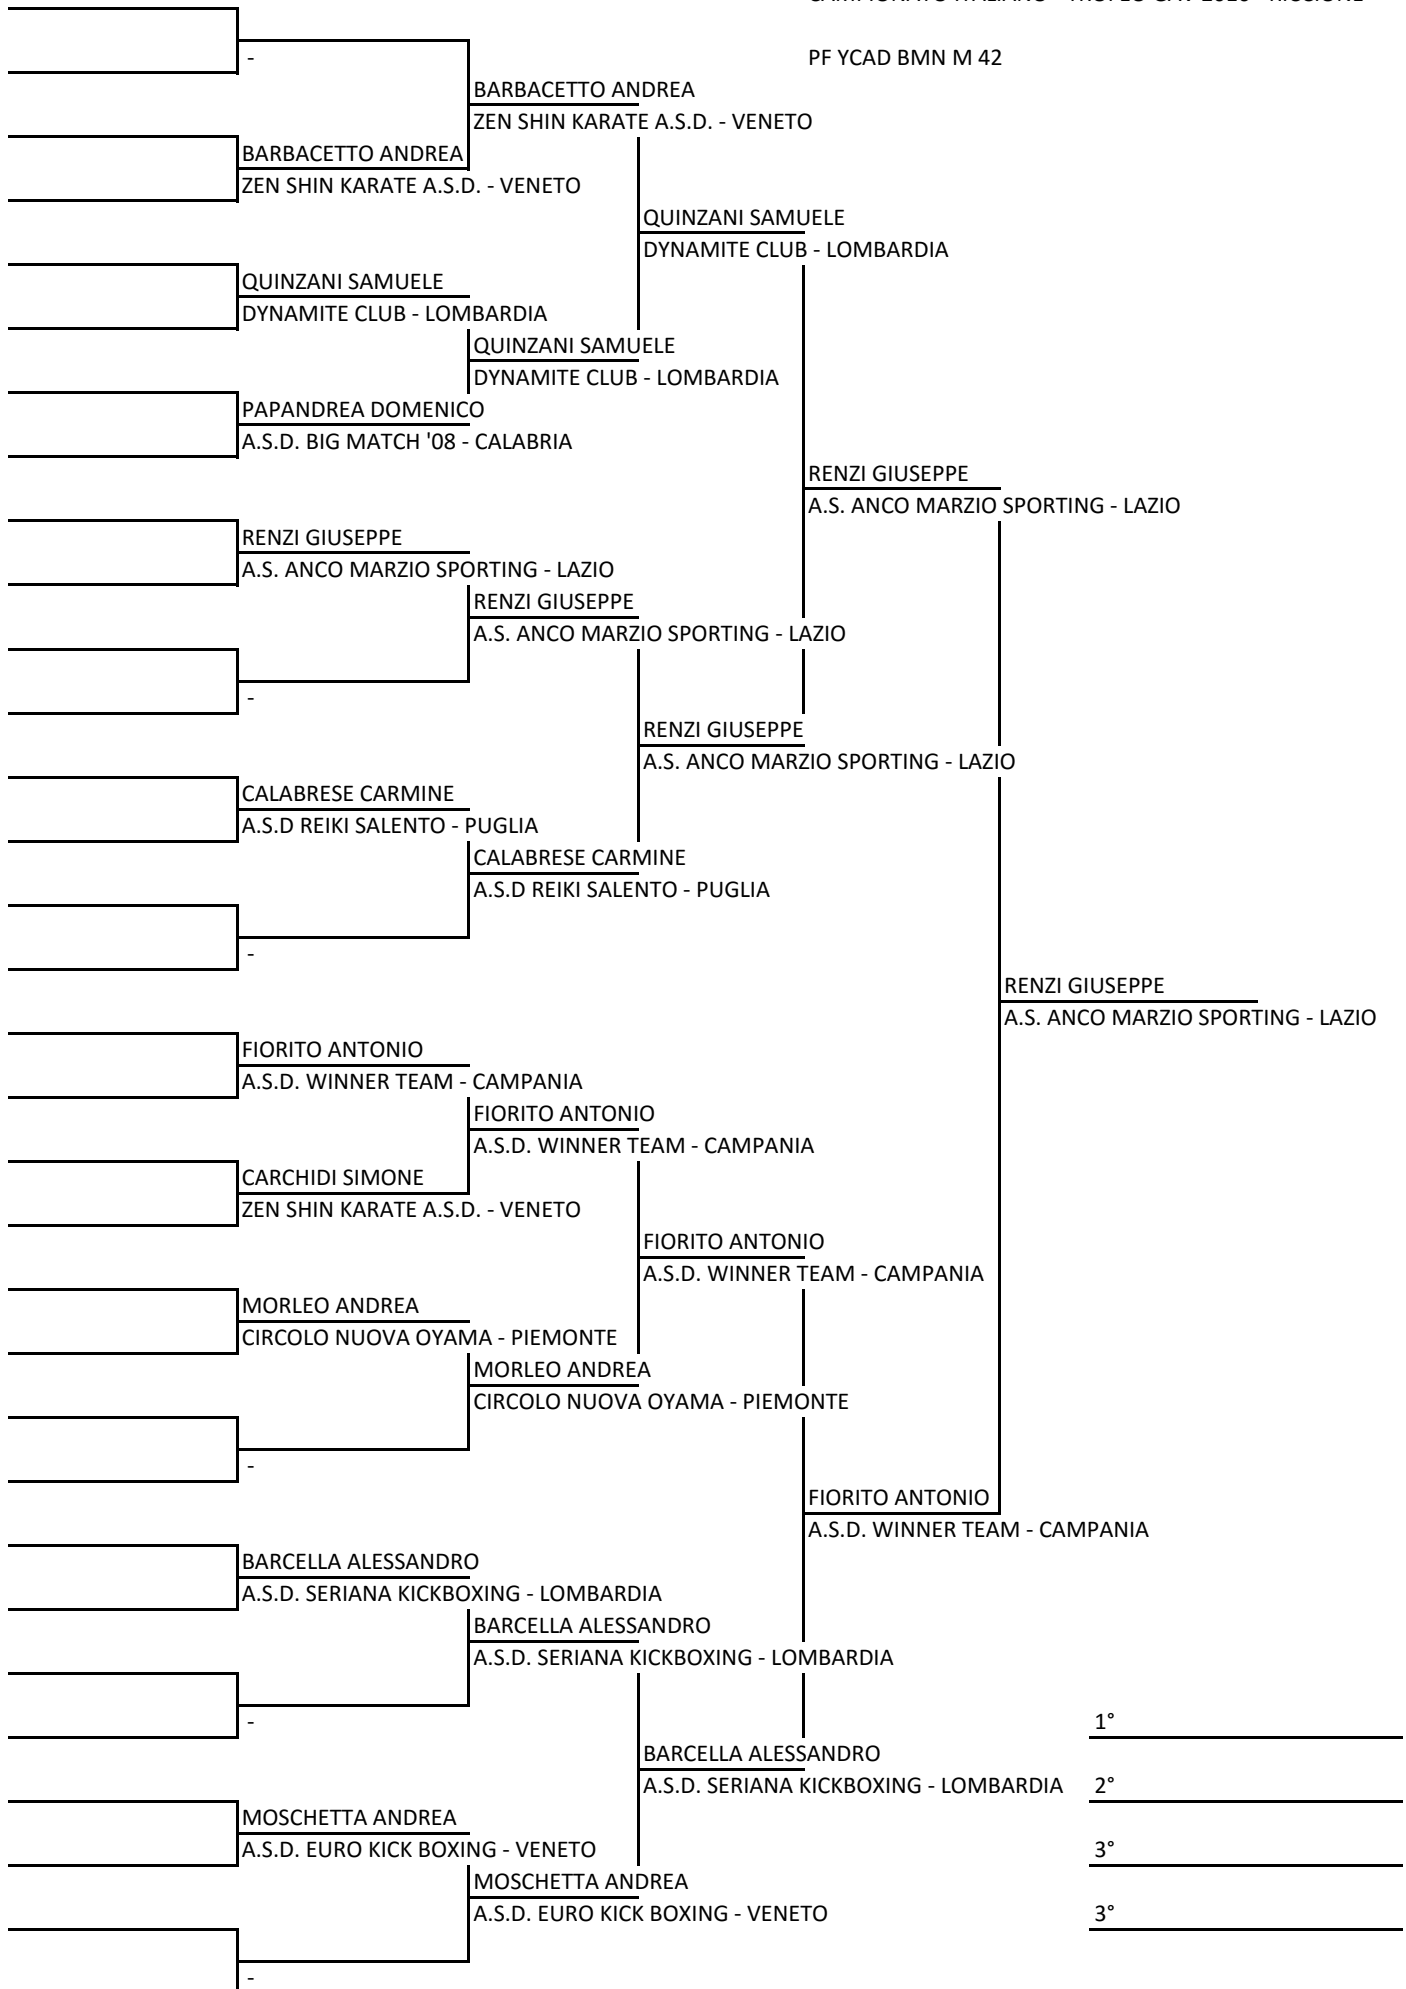 PF YCAD BMN M 42
-
BARBACETTO ANDREA
ZEN SHIN KARATE A.S.D. - VENETO
BARBACETTO ANDREA
ZEN SHIN KARATE A.S.D. - VENETO
QUINZANI SAMUELE
DYNAMITE CLUB - LOMBARDIA
QUINZANI SAMUELE
DYNAMITE CLUB - LOMBARDIA
QUINZANI SAMUELE
DYNAMITE CLUB - LOMBARDIA
PAPANDREA DOMENICO
A.S.D. BIG MATCH '08 - CALABRIA
RENZI GIUSEPPE
A.S. ANCO MARZIO SPORTING - LAZIO
RENZI GIUSEPPE
A.S. ANCO MARZIO SPORTING - LAZIO
RENZI GIUSEPPE
A.S. ANCO MARZIO SPORTING - LAZIO
-
RENZI GIUSEPPE
A.S. ANCO MARZIO SPORTING - LAZIO
CALABRESE CARMINE
A.S.D REIKI SALENTO - PUGLIA
CALABRESE CARMINE
A.S.D REIKI SALENTO - PUGLIA
-
RENZI GIUSEPPE
A.S. ANCO MARZIO SPORTING - LAZIO
FIORITO ANTONIO
A.S.D. WINNER TEAM - CAMPANIA
FIORITO ANTONIO
A.S.D. WINNER TEAM - CAMPANIA
CARCHIDI SIMONE
ZEN SHIN KARATE A.S.D. - VENETO
FIORITO ANTONIO
A.S.D. WINNER TEAM - CAMPANIA
MORLEO ANDREA
CIRCOLO NUOVA OYAMA - PIEMONTE
MORLEO ANDREA
CIRCOLO NUOVA OYAMA - PIEMONTE
-
FIORITO ANTONIO
A.S.D. WINNER TEAM - CAMPANIA
BARCELLA ALESSANDRO
A.S.D. SERIANA KICKBOXING - LOMBARDIA
BARCELLA ALESSANDRO
A.S.D. SERIANA KICKBOXING - LOMBARDIA
-
1°
BARCELLA ALESSANDRO
A.S.D. SERIANA KICKBOXING - LOMBARDIA
2°
MOSCHETTA ANDREA
A.S.D. EURO KICK BOXING - VENETO
3°
MOSCHETTA ANDREA
A.S.D. EURO KICK BOXING - VENETO
3°
-